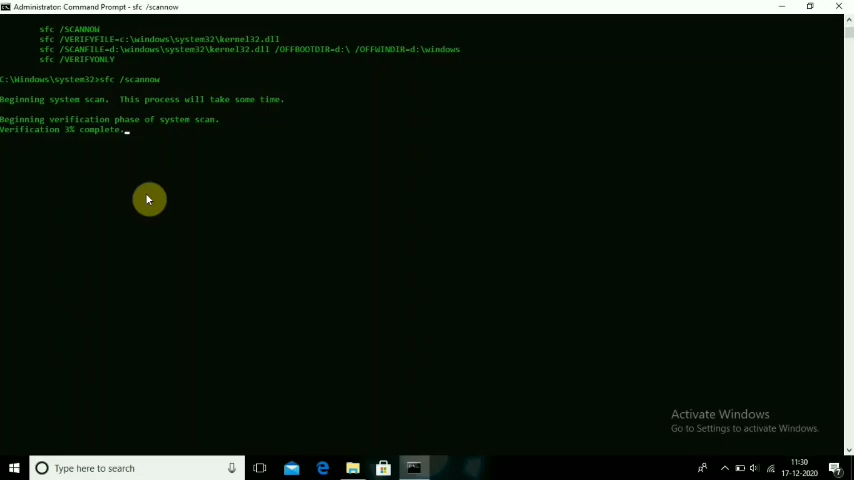 Administrator: Command Prompt - sfc /scannow
sfc /SCANNOW
sfc /VERIFYFILE=c:\windows\system32\kernel32.dll
sfc /SCANFILE=d:\windows\system32\kernel32.dll /OFFBOOTDIR=d:\ /OFFWINDIR=d:\windows
sfc /VERIFYONLY
C:\Windows\system32>sfc /scannow
Beginning system scan.  This process will take some time.
Beginning verification phase of system scan.
Verification 3% complete.
Activate Windows
Go to Settings to activate Windows.
Type here to search
11:30
17-12-2020
7